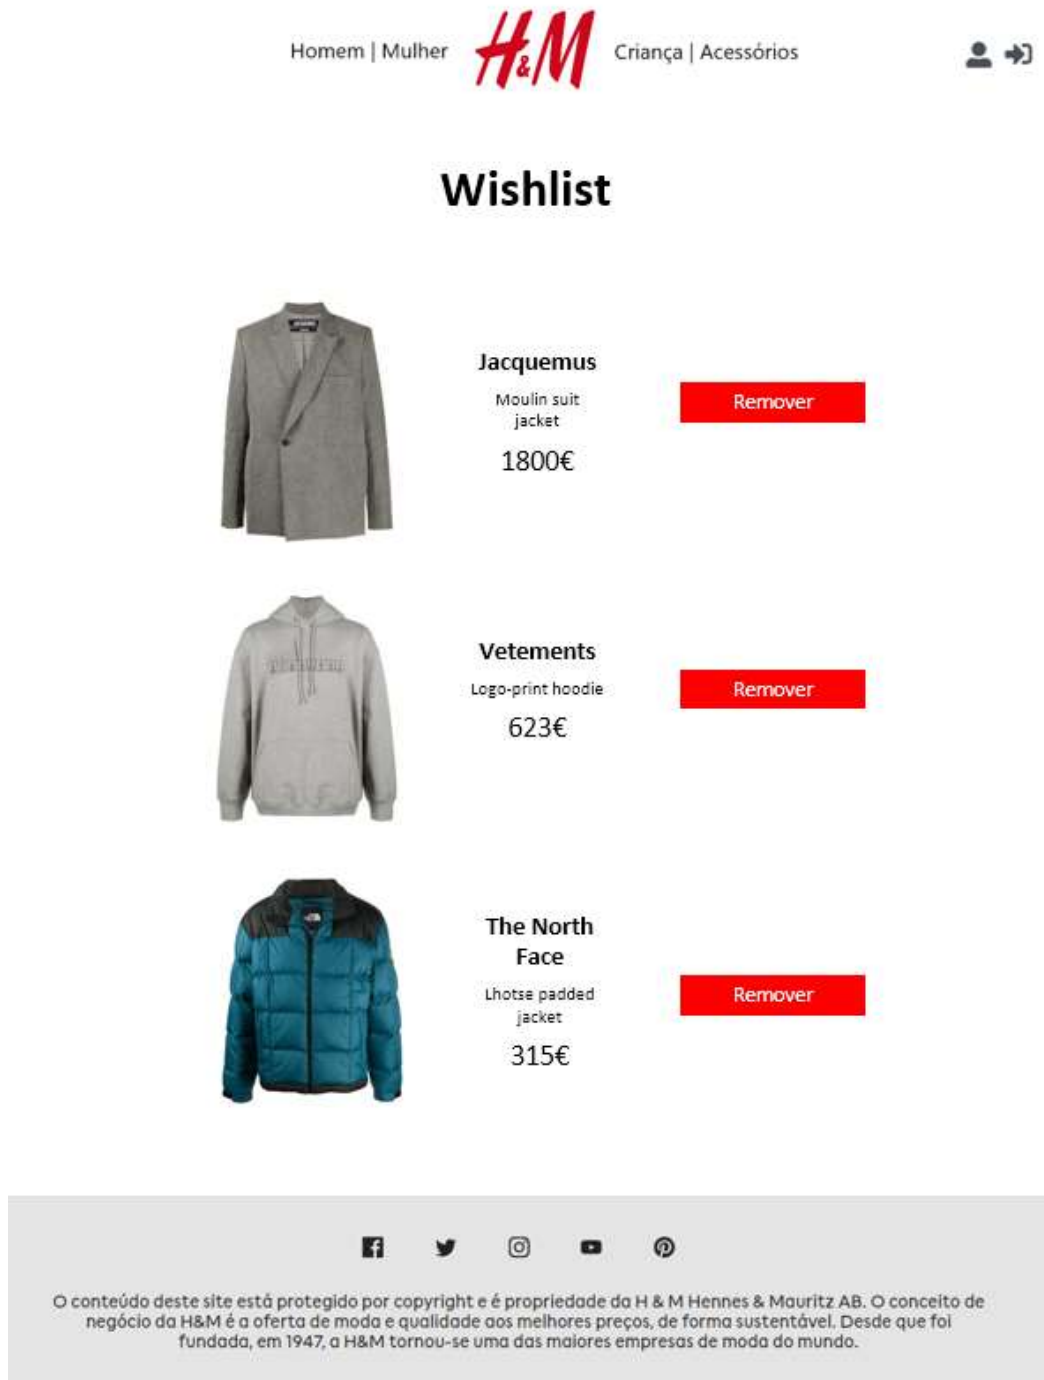 Homem | Mulher H&M Criança | Acessórios
Wishlist
Jacquemus
Moulin suit
jacket
1800€
Remover
Vetements
Logo-print hoodie
623€
Remover
The North
Face
Lhotse padded
jacket
315€
Remover
O conteúdo deste site está protegido por copyright e é propriedade da H & M Hennes & Mauritz AB. O conceito de
negócio da H&M é a oferta de moda e qualidade aos melhores preços, de forma sustentável. Desde que foi
fundada, em 1947, a H&M tornou-se uma das maiores empresas de moda do mundo.